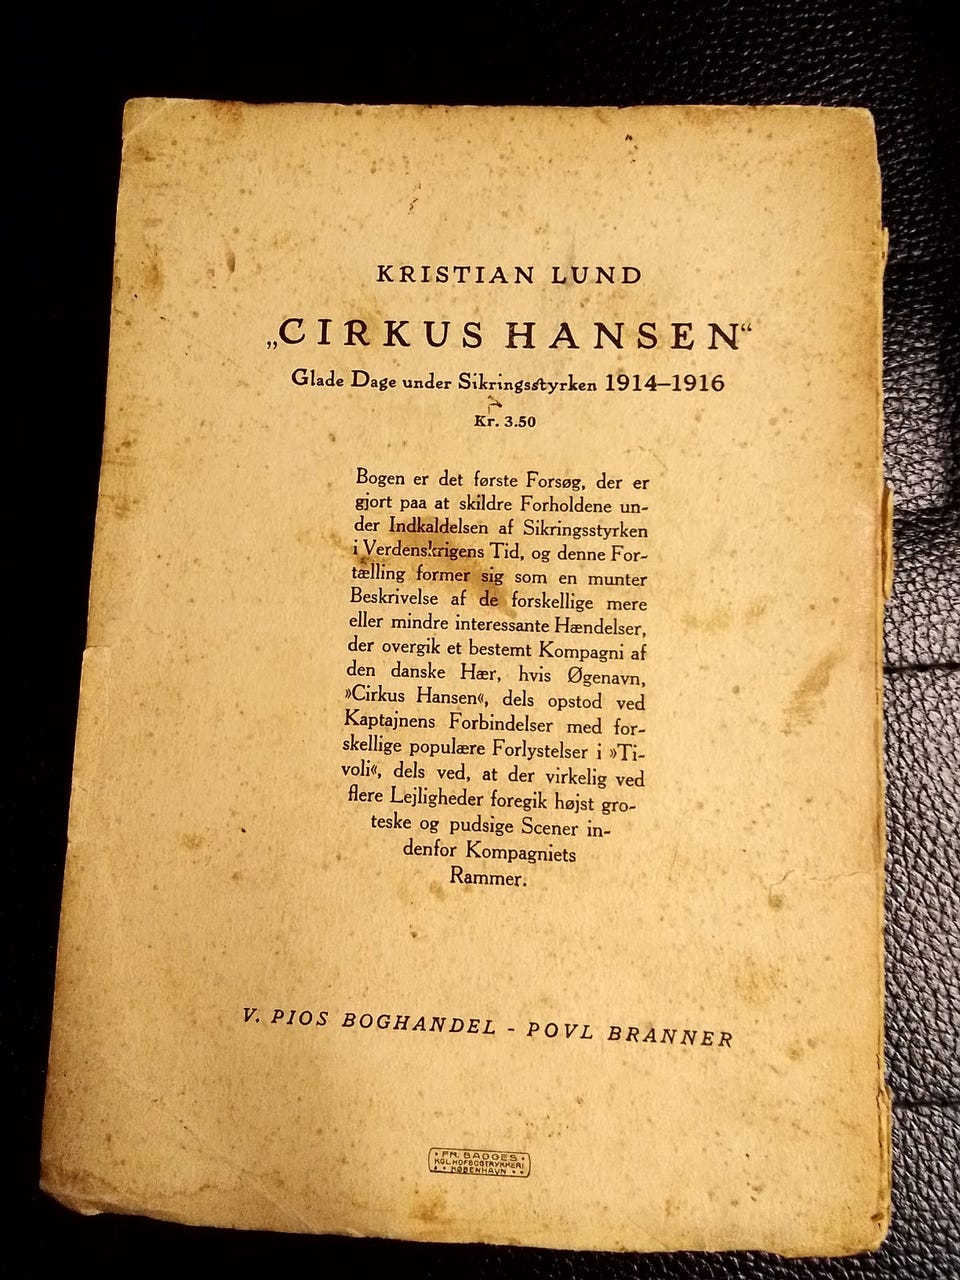 KRISTIAN LUND
„CIRKUS HANSEN“
Glade Dage under Sikringsstyrken 1914–1916
Kr. 3.50
Bogen er det første Forsøg, der er
gjort paa at skildre Forholdene un-
der Indkaldelsen af Sikringsstyrken
i Verdenskrigens Tid, og denne For-
tælling former sig som en munter
Beskrivelse af de forskellige mere
eller mindre interessante Hændelser,
der overgik et bestemt Kompagni af
den danske Hær, hvis Øgenavn,
»Cirkus Hansen«, dels opstod ved
Kaptajnens Forbindelser med for-
skellige populære Forlystelser i »Ti-
voli«, dels ved, at der virkelig ved
flere Lejligheder foregik højst gro-
teske og pudsige Scener in-
denfor Kompagniets
Rammer.
V. PIOS BOGHANDEL - POVL BRANNER
FR. BAGGES
KGL. HOFBOGTRYKKERI
KØBENHAVN